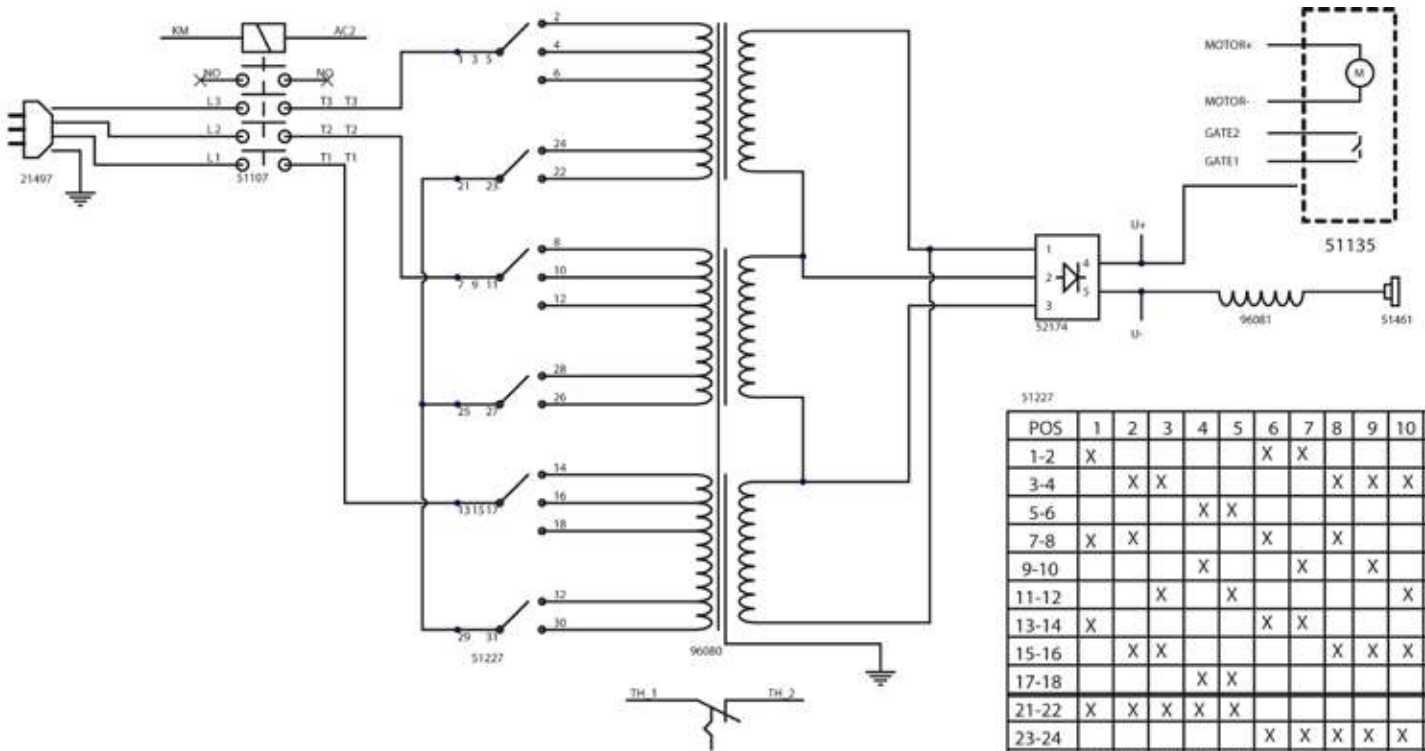 KM AC2
NO NO
L3 T3 T3
L2 T2 T2
L1 T1 T1
21497
51107
1 3 5
2
4
6
21 23
24
22
7 9 11
8
10
12
25 27
28
26
13 15 17
14
16
18
29 31
32
30
51227
96080
TH_1 TH_2
MOTOR+
M
MOTOR-
GATE2
GATE1
51135
U+
1
2
3
4
5
52174
U-
96081
51461
51227
POS 1 2 3 4 5 6 7 8 9 10
1-2 X X X
3-4 X X X X X
5-6 X X
7-8 X X X X
9-10 X X X
11-12 X X X
13-14 X X X
15-16 X X X X X
17-18 X X
21-22 X X X X X
23-24 X X X X X